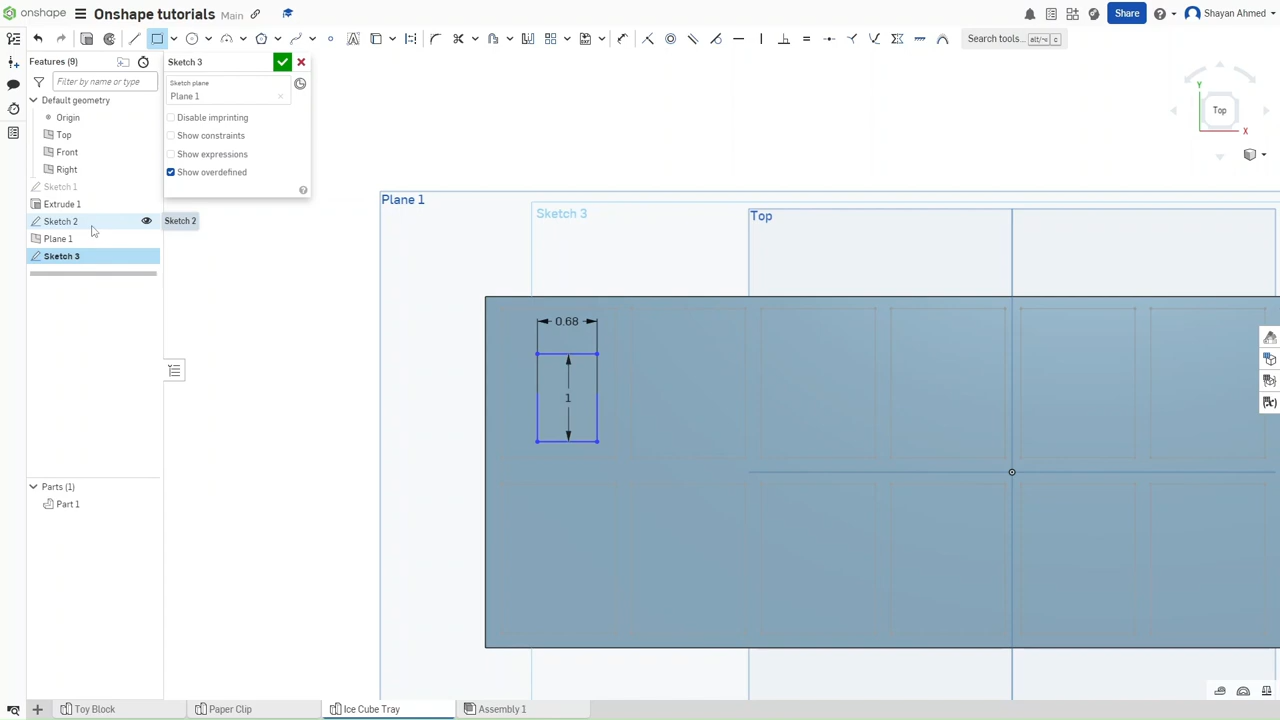 onshape
Onshape tutorials
Main
Share
Shayan Ahmed
Search tools...
alt/⌥
C
Features (9)
Filter by name or type
Default geometry
Origin
Top
Front
Right
Sketch 1
Extrude 1
Sketch 2
Sketch 2
Plane 1
Sketch 3
Parts (1)
Part 1
Sketch 3
Sketch plane
Plane 1
Disable imprinting
Show constraints
Show expressions
Show overdefined
Plane 1
Sketch 3
Top
0.68
1
Y
Top
X
Toy Block
Paper Clip
Ice Cube Tray
Assembly 1